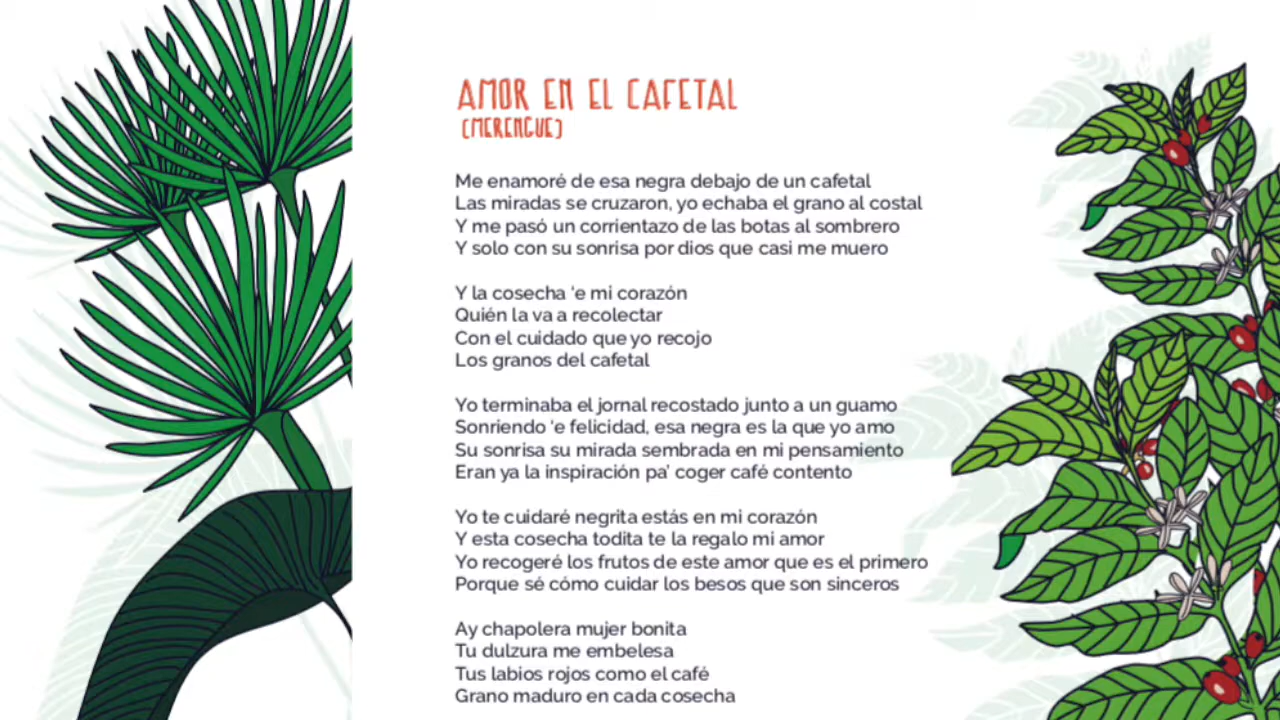 AMOR EN EL CAFETAL
(MERENGUE)
Me enamoré de esa negra debajo de un cafetal
Las miradas se cruzaron, yo echaba el grano al costal
Y me pasó un corrientazo de las botas al sombrero
Y solo con su sonrisa por dios que casi me muero
Y la cosecha ‘e mi corazón
Quién la va a recolectar
Con el cuidado que yo recojo
Los granos del cafetal
Yo terminaba el jornal recostado junto a un guamo
Sonriendo ‘e felicidad, esa negra es la que yo amo
Su sonrisa su mirada sembrada en mi pensamiento
Eran ya la inspiración pa’ coger café contento
Yo te cuidaré negrita estás en mi corazón
Y esta cosecha todita te la regalo mi amor
Yo recogeré los frutos de este amor que es el primero
Porque sé cómo cuidar los besos que son sinceros
Ay chapolera mujer bonita
Tu dulzura me embelesa
Tus labios rojos como el café
Grano maduro en cada cosecha